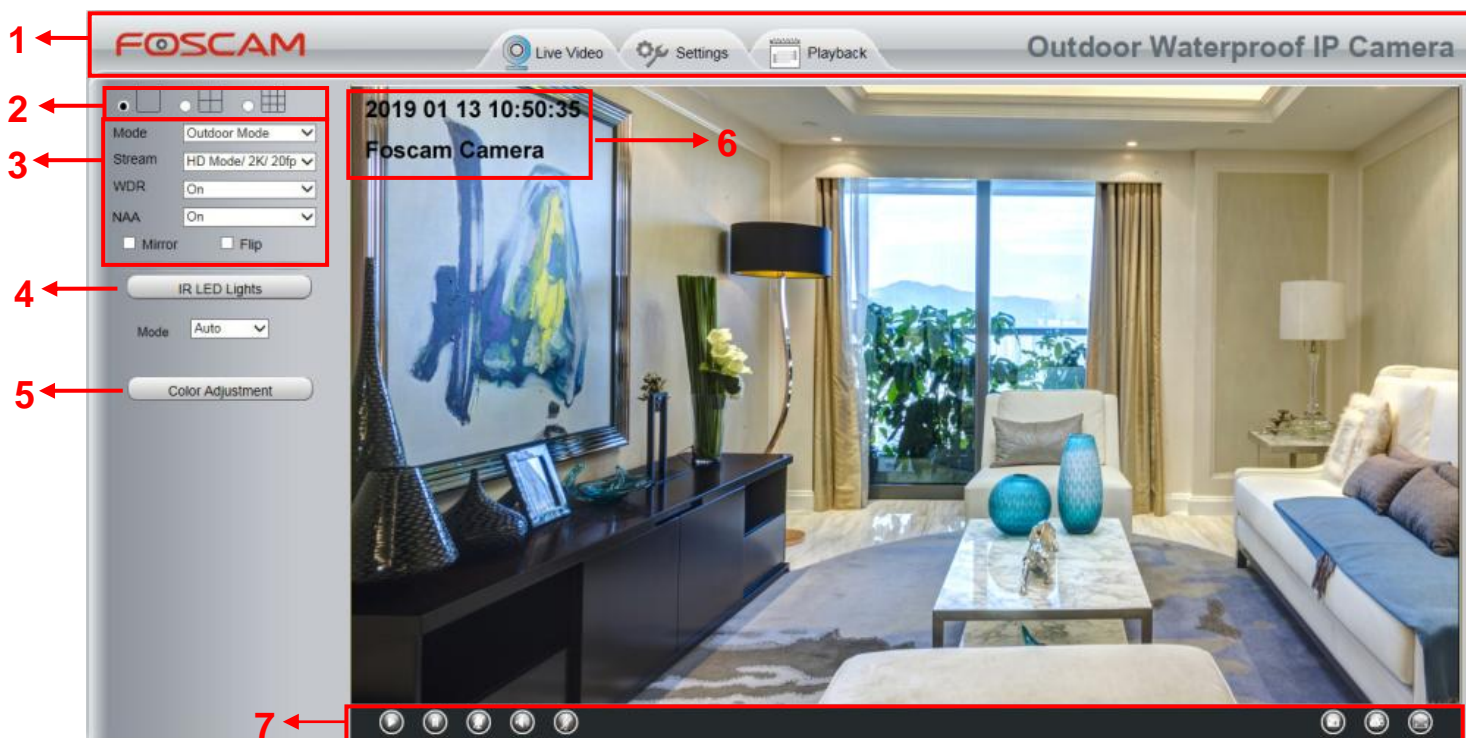 1
FOSCAM
Live Video
Settings
Playback
Outdoor Waterproof IP Camera
2
3
Mode Outdoor Mode
Stream HD Mode/ 2K/ 20fp
WDR On
NAA On
Mirror Flip
4
IR LED Lights
Mode Auto
5
Color Adjustment
2019 01 13 10:50:35
Foscam Camera
6
7